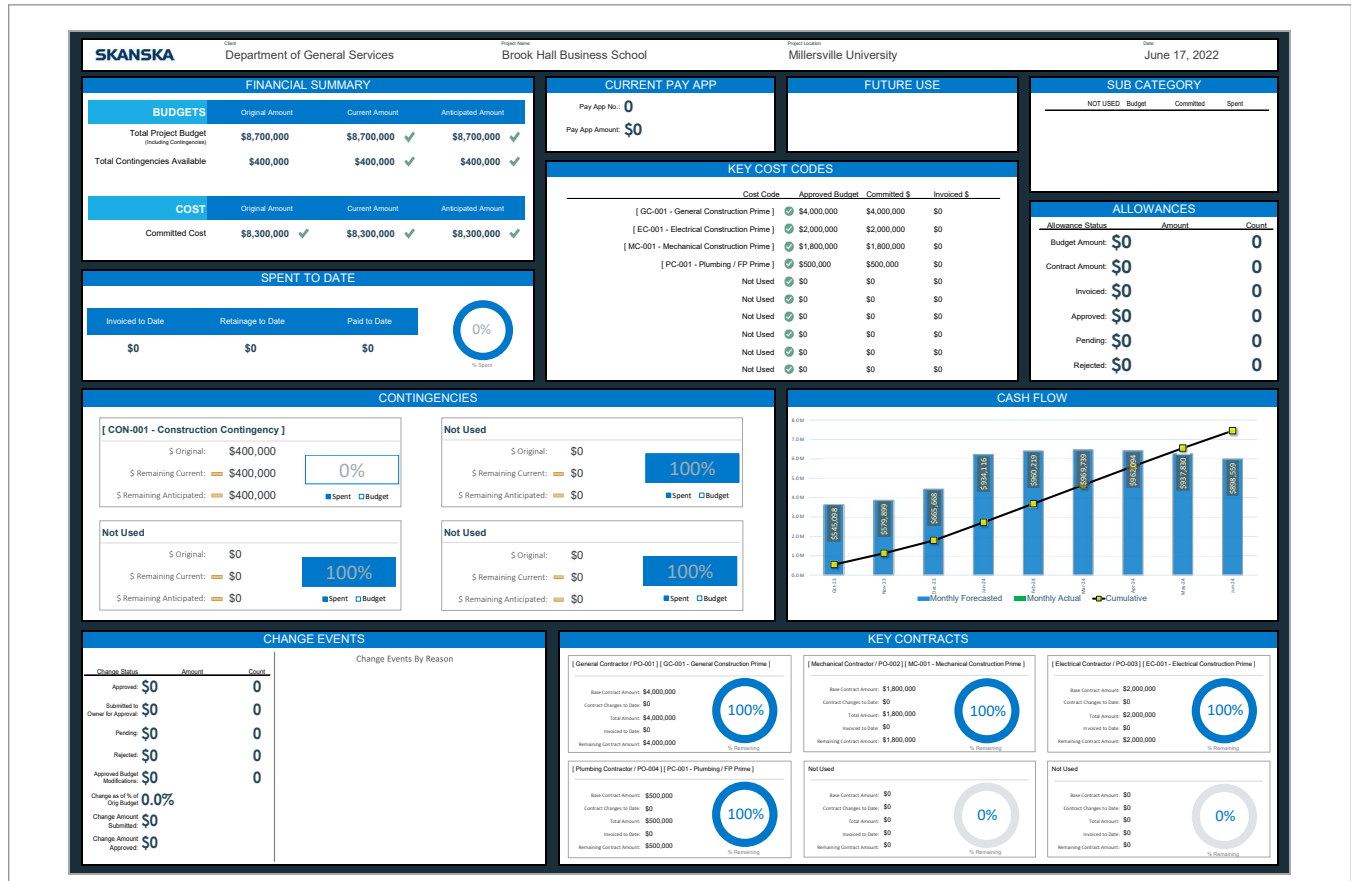 SKANSKA
Client
Department of General Services
Project Name
Brook Hall Business School
Project Location
Millersville University
Date:
June 17, 2022
FINANCIAL SUMMARY
BUDGETS Original Amount Current Amount Anticipated Amount
Total Project Budget $8,700,000 $8,700,000 $8,700,000
(Including Contingencies)
Total Contingencies Available $400,000 $400,000 $400,000
COST Original Amount Current Amount Anticipated Amount
Committed Cost $8,300,000 $8,300,000 $8,300,000
SPENT TO DATE
Invoiced to Date Retainage to Date Paid to Date
$0 $0 $0
0%
% Spent
CURRENT PAY APP
Pay App No.: 0
Pay App Amount: $0
FUTURE USE
KEY COST CODES
Cost Code Approved Budget Committed $ Invoiced $
[ GC-001 - General Construction Prime ] $4,000,000 $4,000,000 $0
[ EC-001 - Electrical Construction Prime ] $2,000,000 $2,000,000 $0
[ MC-001 - Mechanical Construction Prime ] $1,800,000 $1,800,000 $0
[ PC-001 - Plumbing / FP Prime ] $500,000 $500,000 $0
Not Used $0 $0 $0
Not Used $0 $0 $0
Not Used $0 $0 $0
Not Used $0 $0 $0
Not Used $0 $0 $0
Not Used $0 $0 $0
SUB CATEGORY
NOT USED Budget Committed Spent
ALLOWANCES
Allowance Status Amount Count
Budget Amount: $0 0
Contract Amount: $0 0
Invoiced: $0 0
Approved: $0 0
Pending: $0 0
Rejected: $0 0
CONTINGENCIES
[ CON-001 - Construction Contingency ]
$ Original: $400,000
$ Remaining Current: $400,000
$ Remaining Anticipated: $400,000
0%
Spent Budget
Not Used
$ Original: $0
$ Remaining Current: $0
$ Remaining Anticipated: $0
100%
Spent Budget
Not Used
$ Original: $0
$ Remaining Current: $0
$ Remaining Anticipated: $0
100%
Spent Budget
Not Used
$ Original: $0
$ Remaining Current: $0
$ Remaining Anticipated: $0
100%
Spent Budget
CASH FLOW
8.0 M
7.0 M
6.0 M
5.0 M
4.0 M
3.0 M
2.0 M
1.0 M
0.0 M
$545,098
$579,899
$665,668
$934,116
$960,219
$969,739
$962,094
$937,830
$898,559
Oct-23
Nov-23
Dec-23
Jan-24
Feb-24
Mar-24
Apr-24
May-24
Jun-24
Monthly Forecasted Monthly Actual Cumulative
CHANGE EVENTS
Change Status Amount Count
Approved: $0 0
Submitted to
Owner for Approval: $0 0
Pending: $0 0
Rejected: $0 0
Approved Budget
Modifications: $0 0
Change as of % of
Orig Budget 0.0%
Change Amount
Submitted: $0
Change Amount
Approved: $0
Change Events By Reason
KEY CONTRACTS
[ General Contractor / PO-001 ] [ GC-001 - General Construction Prime ]
Base Contract Amount: $4,000,000
Contract Changes to Date: $0
Total Amount: $4,000,000
Invoiced to Date: $0
Remaining Contract Amount: $4,000,000
100%
% Remaining
[ Mechanical Contractor / PO-002 ] [ MC-001 - Mechanical Construction Prime ]
Base Contract Amount: $1,800,000
Contract Changes to Date: $0
Total Amount: $1,800,000
Invoiced to Date: $0
Remaining Contract Amount: $1,800,000
100%
% Remaining
[ Electrical Contractor / PO-003 ] [ EC-001 - Electrical Construction Prime ]
Base Contract Amount: $2,000,000
Contract Changes to Date: $0
Total Amount: $2,000,000
Invoiced to Date: $0
Remaining Contract Amount: $2,000,000
100%
% Remaining
[ Plumbing Contractor / PO-004 ] [ PC-001 - Plumbing / FP Prime ]
Base Contract Amount: $500,000
Contract Changes to Date: $0
Total Amount: $500,000
Invoiced to Date: $0
Remaining Contract Amount: $500,000
100%
% Remaining
Not Used
Base Contract Amount: $0
Contract Changes to Date: $0
Total Amount: $0
Invoiced to Date: $0
Remaining Contract Amount: $0
0%
% Remaining
Not Used
Base Contract Amount: $0
Contract Changes to Date: $0
Total Amount: $0
Invoiced to Date: $0
Remaining Contract Amount: $0
0%
% Remaining